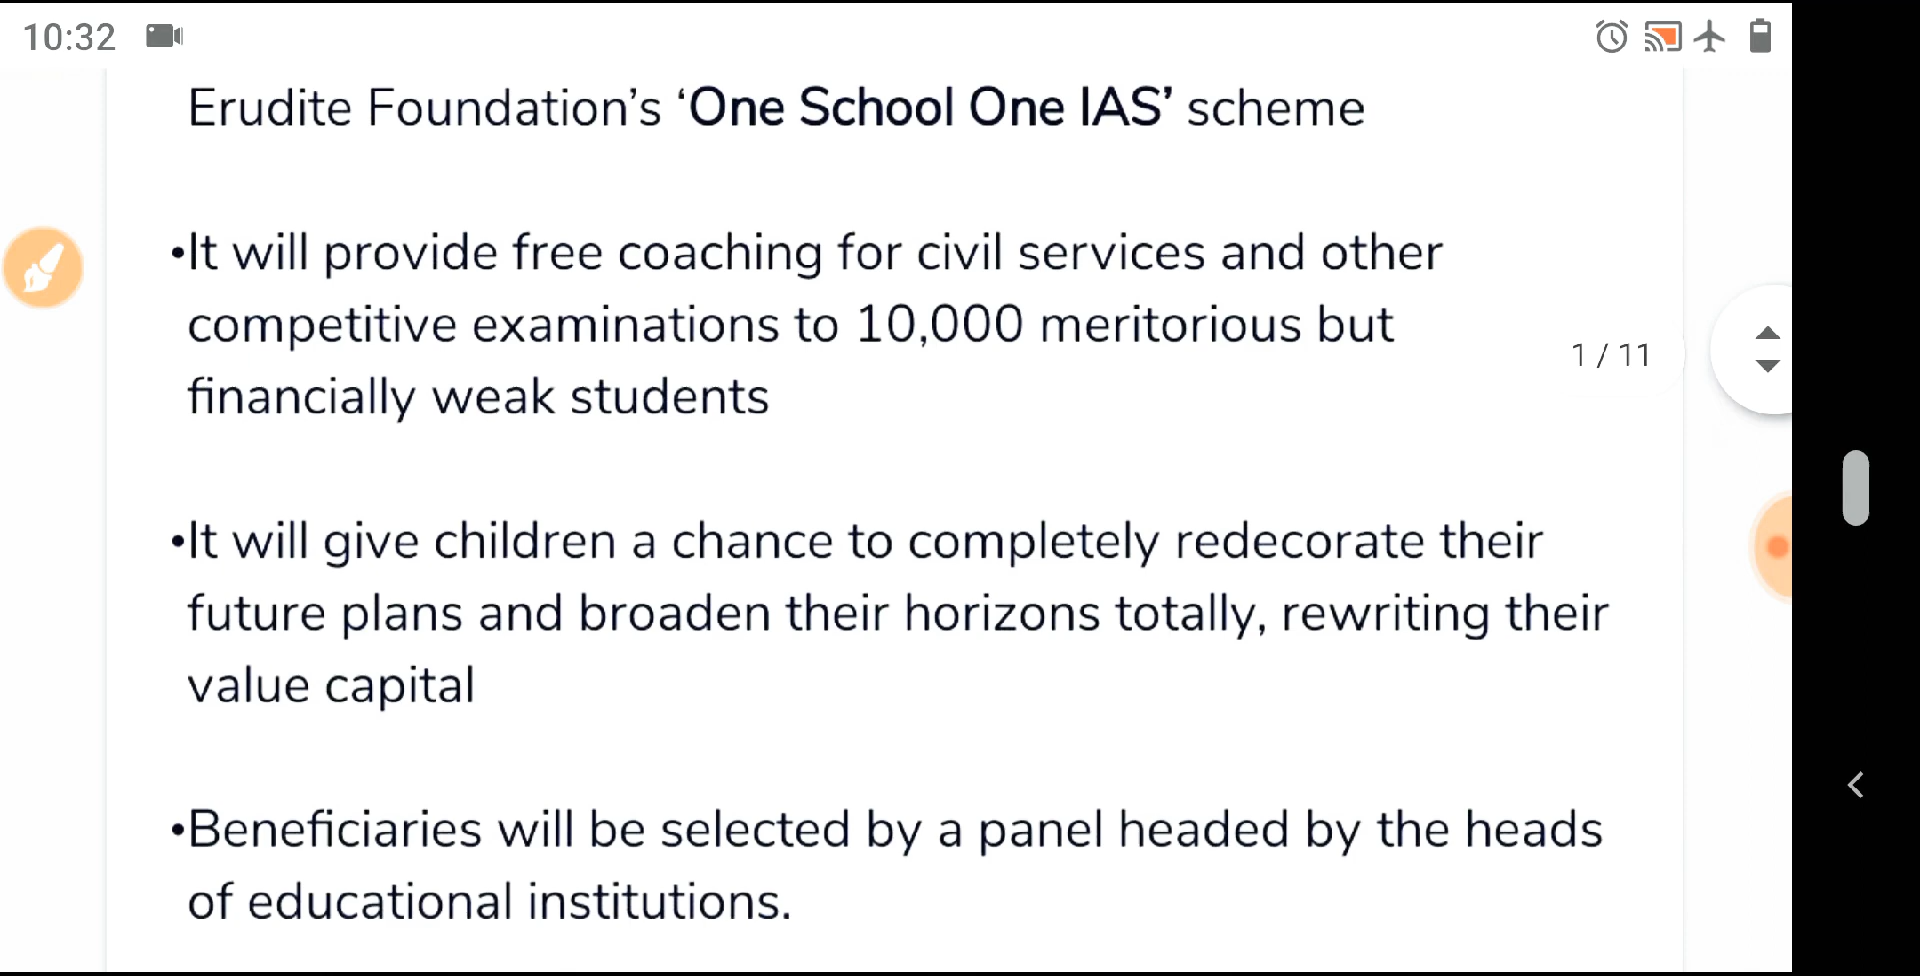 10:32
Erudite Foundation’s ‘One School One IAS’ scheme
•It will provide free coaching for civil services and other
competitive examinations to 10,000 meritorious but
financially weak students
1 / 11
•It will give children a chance to completely redecorate their
future plans and broaden their horizons totally, rewriting their
value capital
•Beneficiaries will be selected by a panel headed by the heads
of educational institutions.